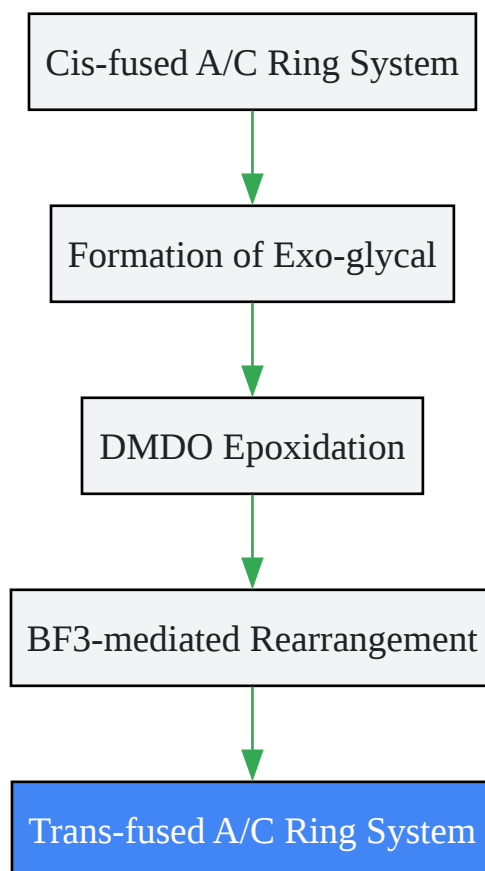 Cis-fused A/C Ring System
Formation of Exo-glycal
DMDO Epoxidation
BF3-mediated Rearrangement
Trans-fused A/C Ring System